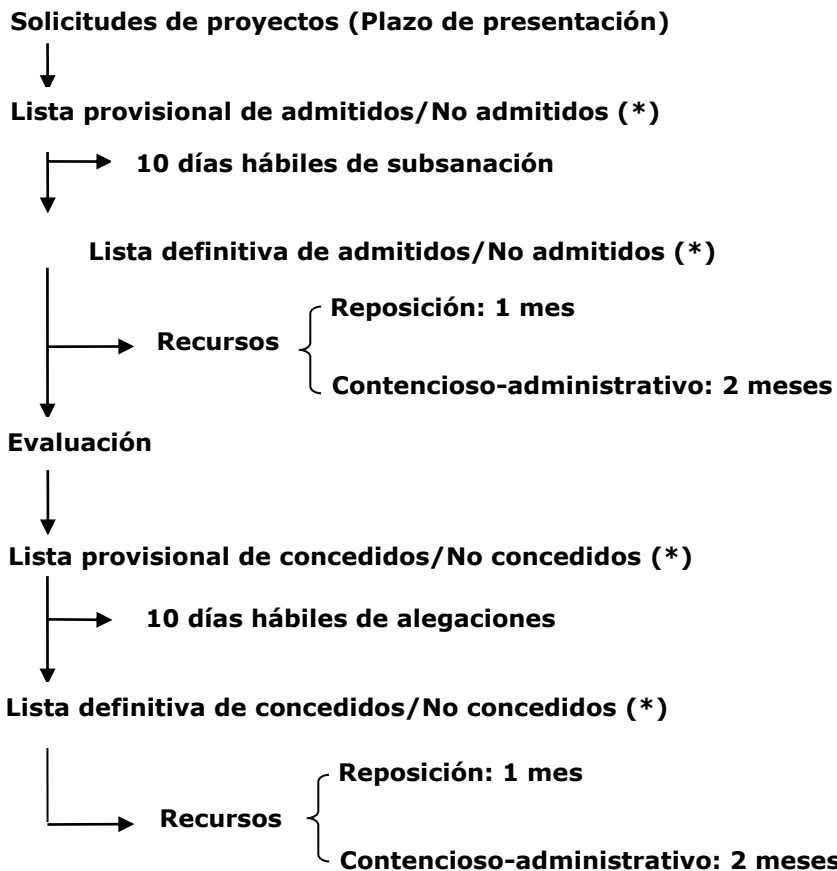 Solicitudes de proyectos (Plazo de presentación)
Lista provisional de admitidos/No admitidos (*)
10 días hábiles de subsanación
Lista definitiva de admitidos/No admitidos (*)
Reposición: 1 mes
Recursos
Contencioso-administrativo: 2 meses
Evaluación
Lista provisional de concedidos/No concedidos (*)
10 días hábiles de alegaciones
Lista definitiva de concedidos/No concedidos (*)
Reposición: 1 mes
Recursos
Contencioso-administrativo: 2 meses